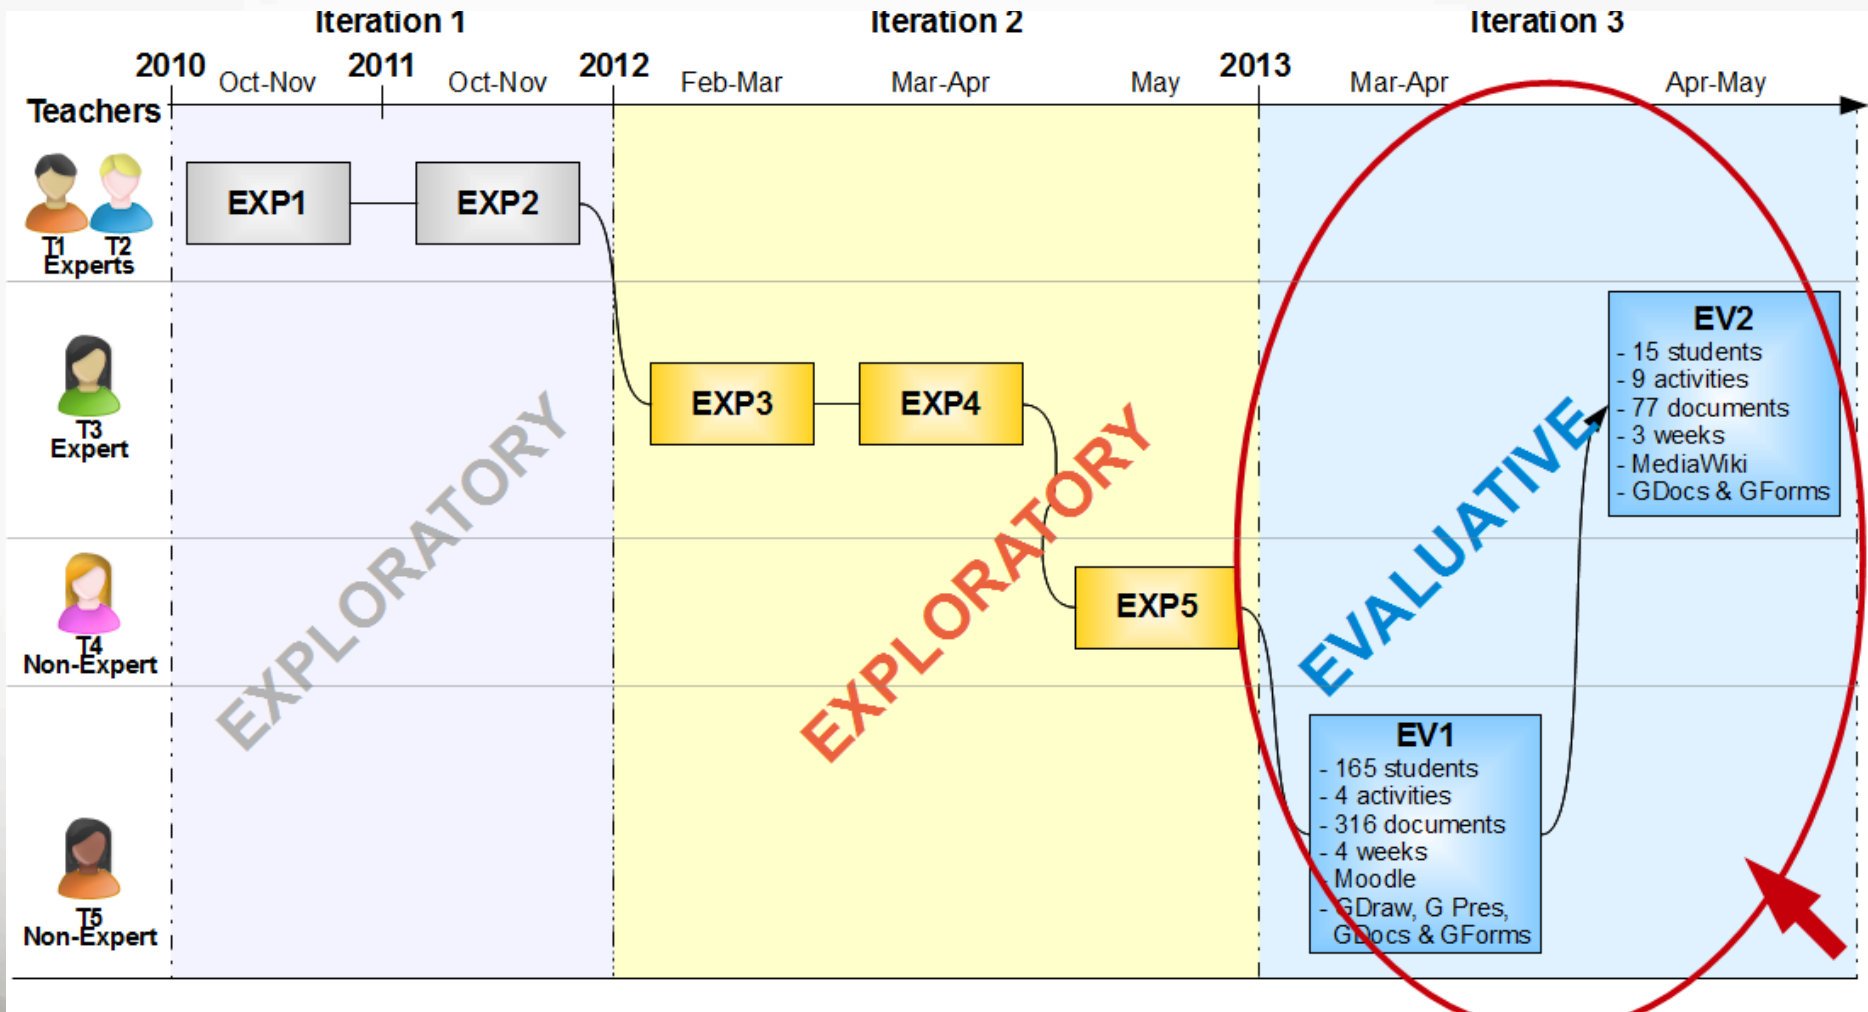 Iteration 1
Iteration 2
Iteration 3
2010
Oct-Nov
2011
Oct-Nov
2012
Feb-Mar
Mar-Apr
May
2013
Mar-Apr
Apr-May
Teachers
T1 T2
Experts
EXP1
EXP2
T3
Expert
EXP3
EXP4
EV2
- 15 students
- 9 activities
- 77 documents
- 3 weeks
- MediaWiki
- GDocs & GForms
EXPLORATORY
EXPLORATORY
EVALUATIVE
T4
Non-Expert
EXP5
T5
Non-Expert
EV1
- 165 students
- 4 activities
- 316 documents
- 4 weeks
- Moodle
- GDraw, G Pres,
GDocs & GForms